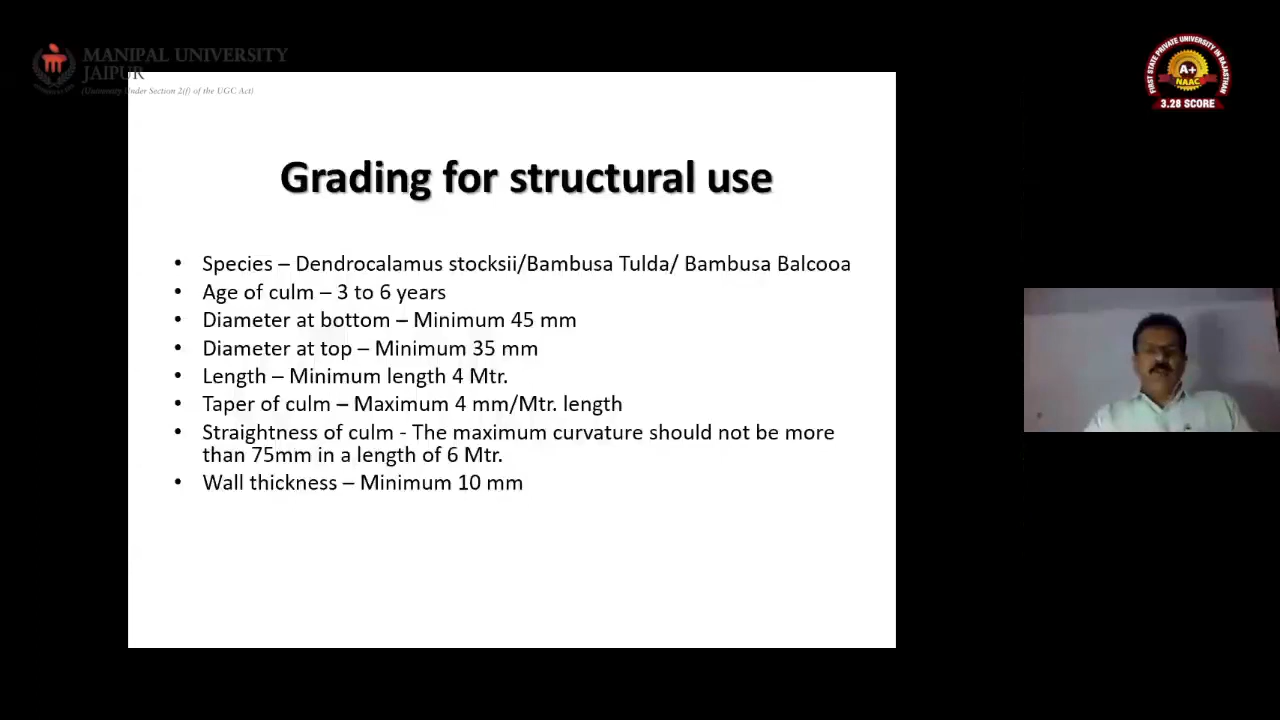 MANIPAL UNIVERSITY
JAIPUR
(University Under Section 2(f) of the UGC Act)
FIRST STATE PRIVATE UNIVERSITY IN RAJASTHAN
A+
NAAC
3.28 SCORE
Grading for structural use
• Species – Dendrocalamus stocksii/Bambusa Tulda/ Bambusa Balcooa
• Age of culm – 3 to 6 years
• Diameter at bottom – Minimum 45 mm
• Diameter at top – Minimum 35 mm
• Length – Minimum length 4 Mtr.
• Taper of culm – Maximum 4 mm/Mtr. length
• Straightness of culm - The maximum curvature should not be more
than 75mm in a length of 6 Mtr.
• Wall thickness – Minimum 10 mm